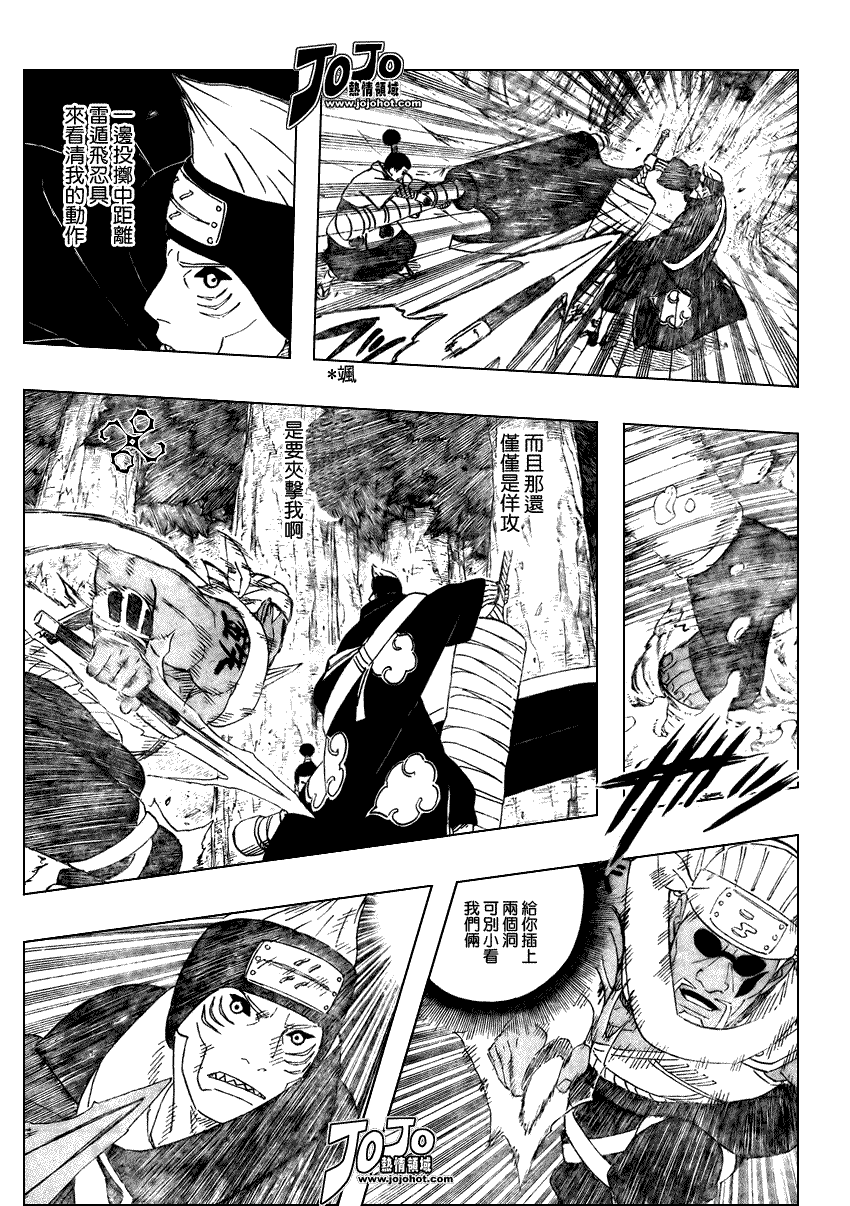 JOJO
熱情領域
www.jojohot.com
一邊投擲中距離
雷遁飛忍具
來看清我的動作
*颯
而且那還
僅僅是佯攻
是要夾擊我啊
給你插上
兩個洞
可別小看
我們倆
JOJO
熱情領域
www.jojohot.com